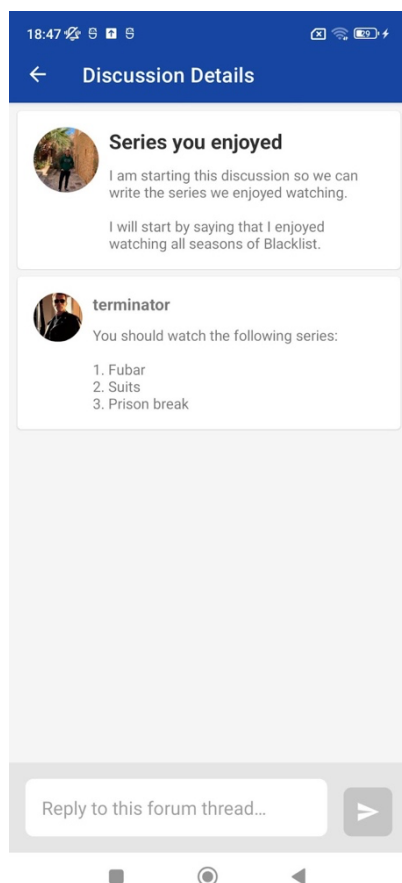 18:47
29
Discussion Details
Series you enjoyed
I am starting this discussion so we can
write the series we enjoyed watching.
I will start by saying that I enjoyed
watching all seasons of Blacklist.
terminator
You should watch the following series:
1. Fubar
2. Suits
3. Prison break
Reply to this forum thread...